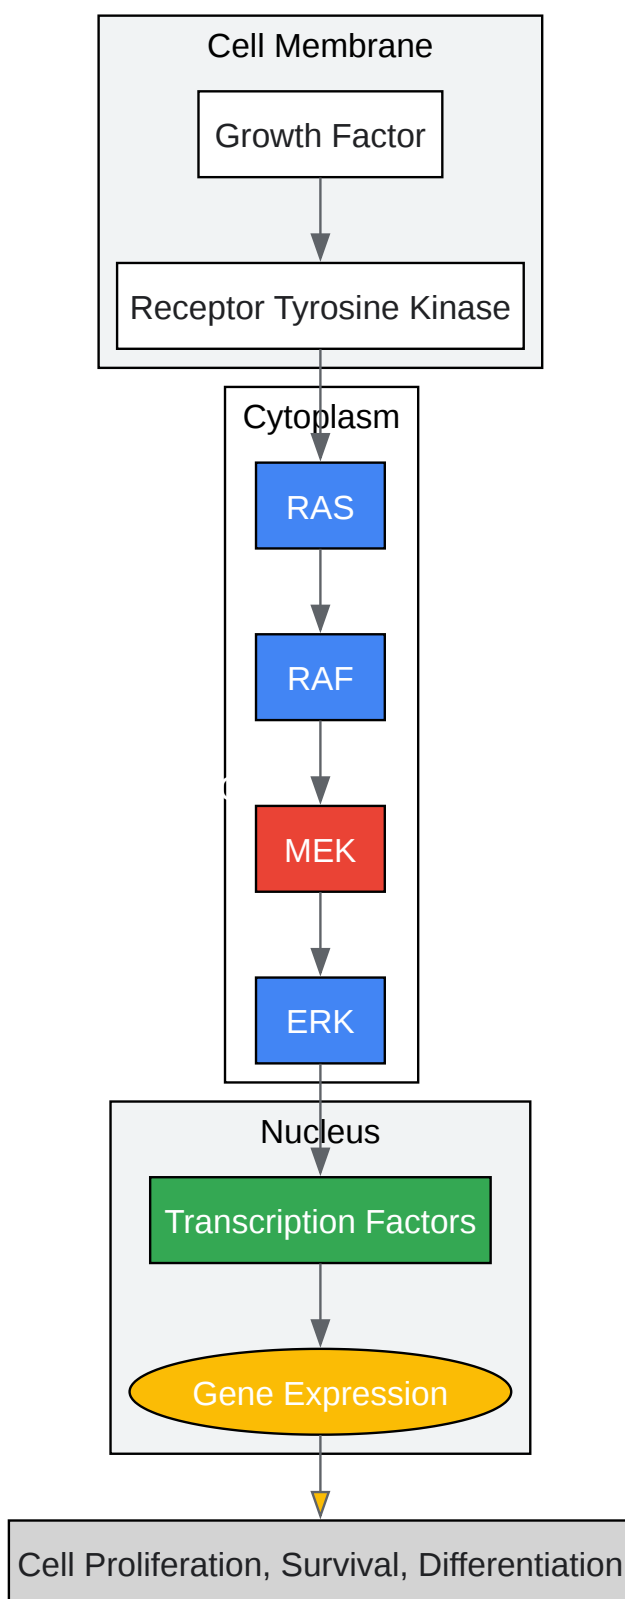 Cell Membrane
Growth Factor
Receptor Tyrosine Kinase
Cytoplasm
RAS
RAF
MEK
ERK
Nucleus
Transcription Factors
Gene Expression
Cell Proliferation, Survival, Differentiation